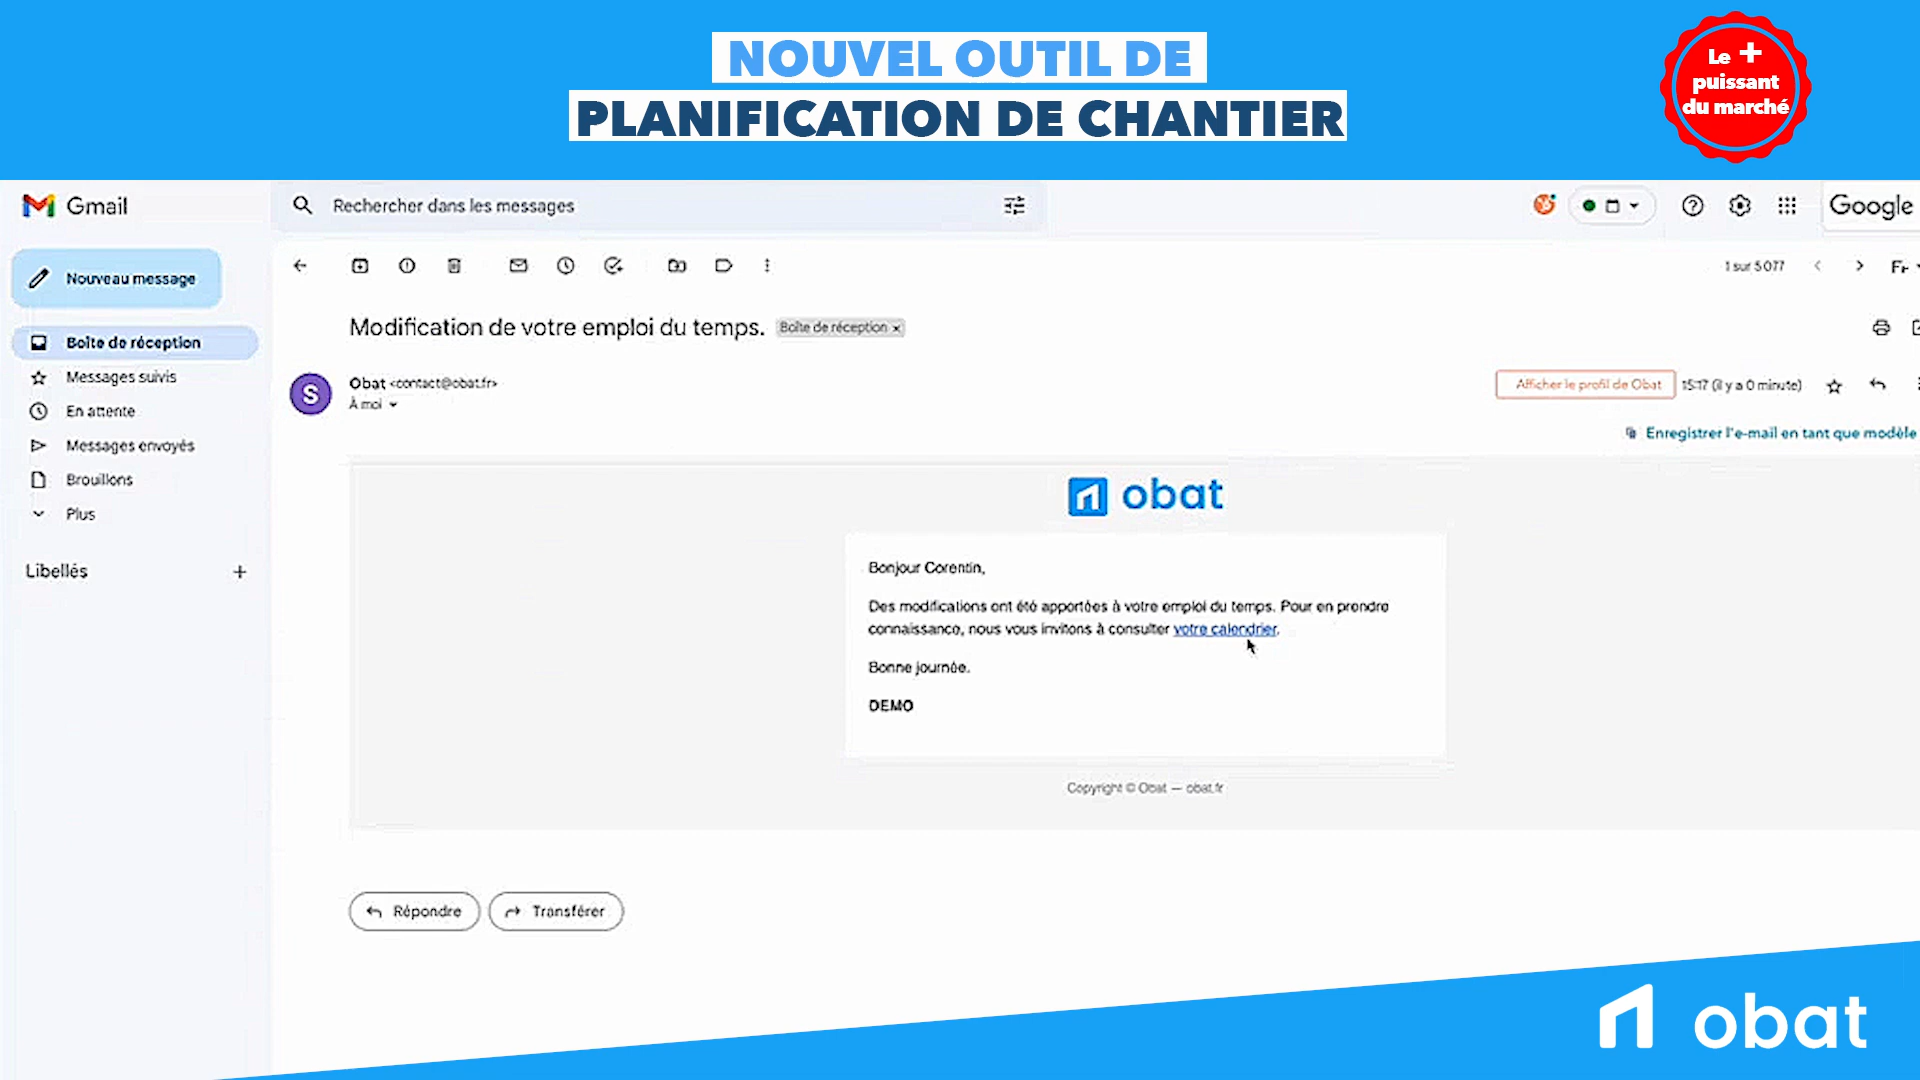 NOUVEL OUTIL DE
PLANIFICATION DE CHANTIER
Le +
puissant
du marché
Gmail
Rechercher dans les messages
Google
Nouveau message
1 sur 5 077
Fr
Boîte de réception
Messages suivis
En attente
Messages envoyés
Brouillons
Plus
Libellés
Modification de votre emploi du temps.
Boîte de réception x
S
Obat <contact@obat.fr>
À moi
Afficher le profil de Obat
15:17 (il y a 0 minute)
Enregistrer l'e-mail en tant que modèle
obat
Bonjour Corentin,
Des modifications ont été apportées à votre emploi du temps. Pour en prendre
connaissance, nous vous invitons à consulter votre calendrier.
Bonne journée.
DEMO
Copyright © Obat — obat.fr
Répondre
Transférer
obat